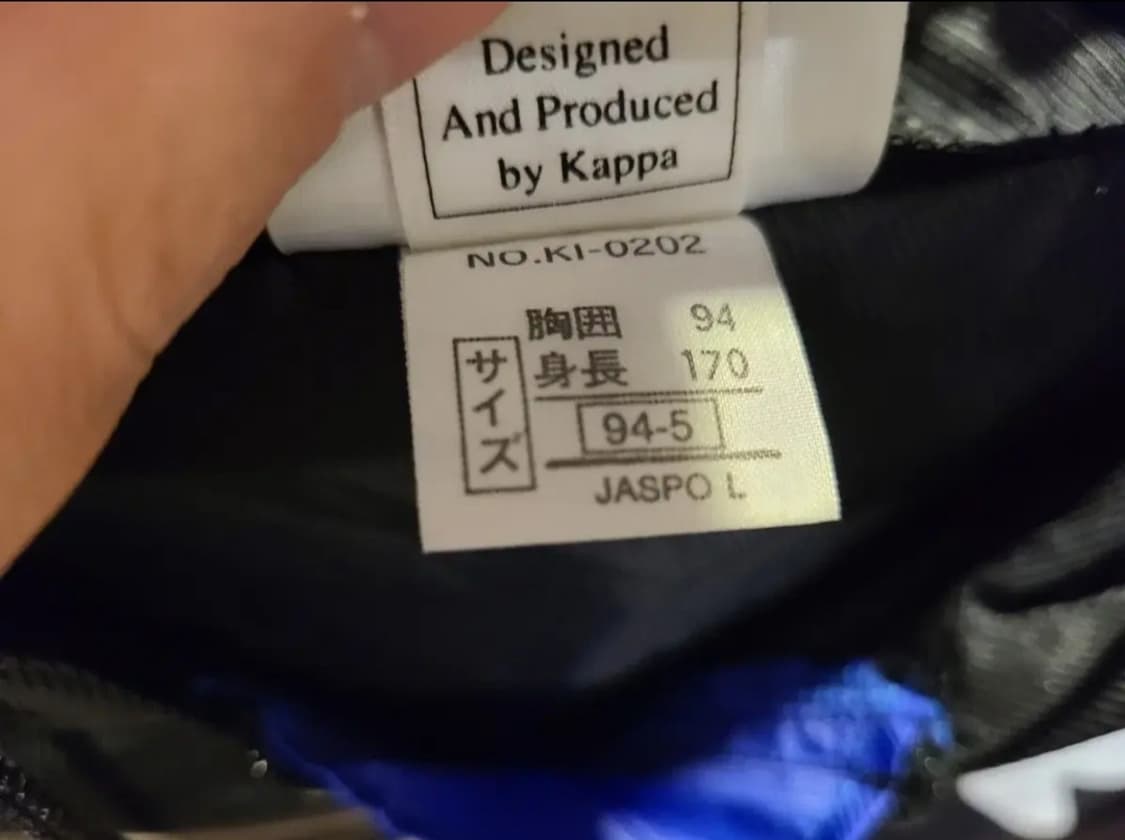 Designed
And Produced
by Kappa
NO.KI-0202
サイズ
胸囲 94
身長 170
94-5
JASPO L